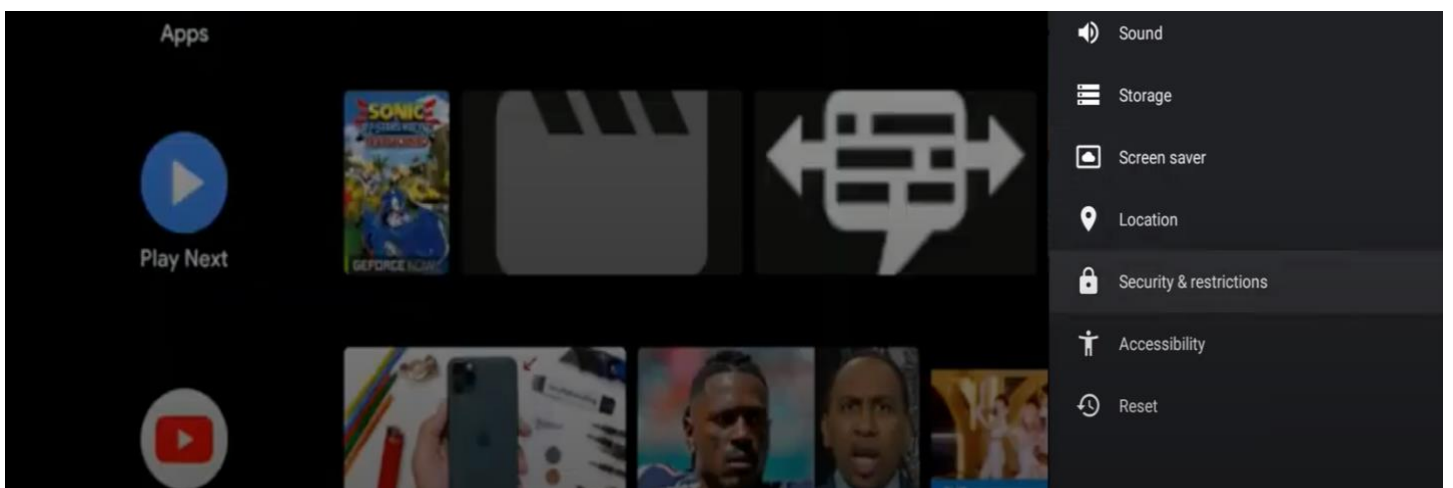 Apps
Play Next
SONIC
GEFORCE NOW
Sound
Storage
Screen saver
Location
Security & restrictions
Accessibility
Reset